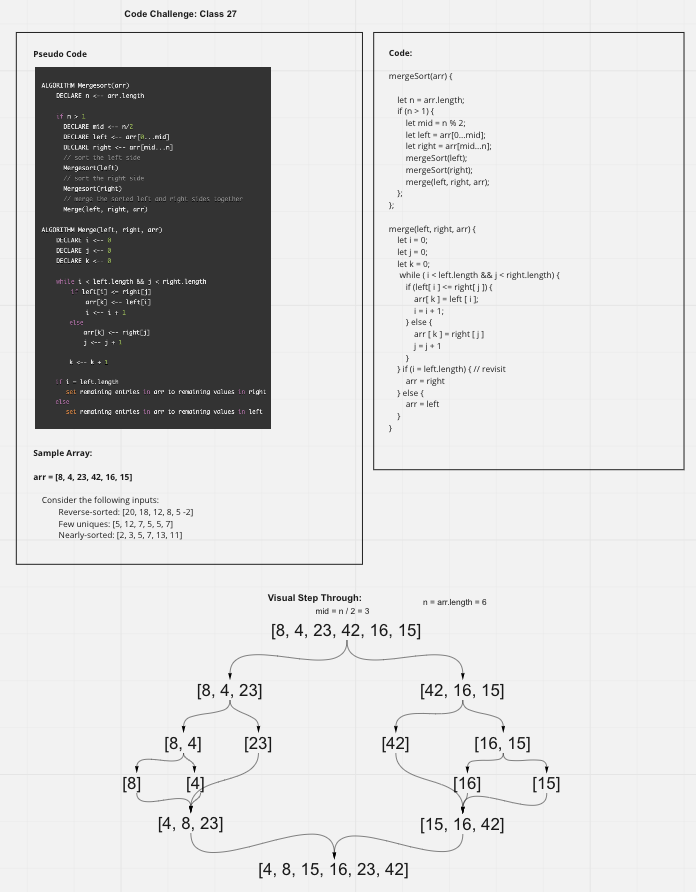 Code Challenge: Class 27
Pseudo Code
ALGORITHM Mergesort(arr)
DECLARE n <-- arr.length
if n > 1
DECLARE mid <-- n/2
DECLARE left <-- arr[0...mid]
DECLARE right <-- arr[mid...n]
// sort the left side
Mergesort(left)
// sort the right side
Mergesort(right)
// merge the sorted left and right sides together
Merge(left, right, arr)
ALGORITHM Merge(left, right, arr)
DECLARE i <-- 0
DECLARE j <-- 0
DECLARE k <-- 0
while i < left.length && j < right.length
if left[i] <= right[j]
arr[k] <-- left[i]
i <-- i + 1
else
arr[k] <-- right[j]
j <-- j + 1
k <-- k + 1
if i = left.length
set remaining entries in arr to remaining values in right
else
set remaining entries in arr to remaining values in left
Sample Array:
arr = [8, 4, 23, 42, 16, 15]
Consider the following inputs:
Reverse-sorted: [20, 18, 12, 8, 5 -2]
Few uniques: [5, 12, 7, 5, 5, 7]
Nearly-sorted: [2, 3, 5, 7, 13, 11]
Code:
mergeSort(arr) {
let n = arr.length;
if (n > 1) {
let mid = n % 2;
let left = arr[0...mid];
let right = arr[mid...n];
mergeSort(left);
mergeSort(right);
merge(left, right, arr);
};
};
merge(left, right, arr) {
let i = 0;
let j = 0;
let k = 0;
while ( i < left.length && j < right.length) {
if (left[ i ] <= right[ j ]) {
arr[ k ] = left [ i ];
i = i + 1;
} else {
arr [ k ] = right [ j ]
j = j + 1
}
} if (i = left.length) { // revisit
arr = right
} else {
arr = left
}
}
Visual Step Through:
mid = n / 2 = 3
n = arr.length = 6
[8, 4, 23, 42, 16, 15]
[8, 4, 23] [42, 16, 15]
[8, 4] [23] [42] [16, 15]
[8] [4] [16] [15]
[4, 8, 23] [15, 16, 42]
[4, 8, 15, 16, 23, 42]